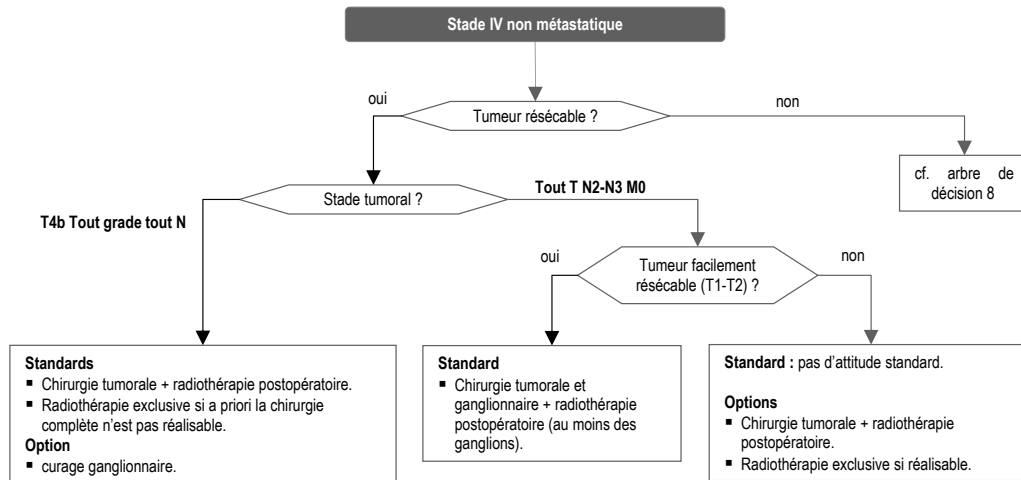 Stade IV non métastatique
oui
non
Tumeur résécable ?
cf. arbre de
décision 8
Stade tumoral ?
Tout T N2-N3 M0
T4b Tout grade tout N
oui
non
Tumeur facilement
résécable (T1-T2) ?
Standards
▪ Chirurgie tumorale + radiothérapie postopératoire.
▪ Radiothérapie exclusive si a priori la chirurgie
complète n’est pas réalisable.
Option
▪ curage ganglionnaire.
Standard
▪ Chirurgie tumorale et
ganglionnaire + radiothérapie
postopératoire (au moins des
ganglions).
Standard : pas d’attitude standard.
Options
▪ Chirurgie tumorale + radiothérapie
postopératoire.
▪ Radiothérapie exclusive si réalisable.